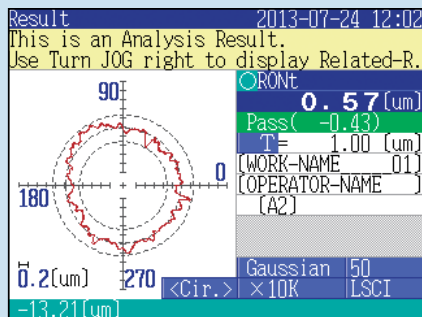 Result 2013-07-24 12:02
This is an Analysis Result.
Use Turn JOG right to display Related-R.
RONt
0.57[um]
Pass( -0.43)
T= 1.00 [um]
[WORK-NAME 01]
[OPERATOR-NAME ]
[A2]
90
0
180
270
0.2[um]
<Cir.>
Gaussian 50
×10K LSCI
-13.21[um]